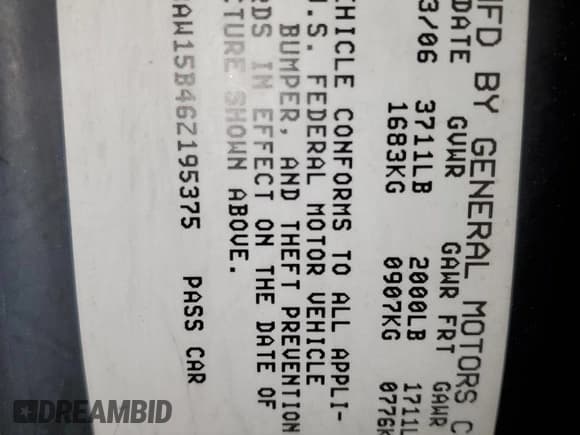 MFD BY GENERAL MOTORS C
DATE GVWR GAWR FRT GAWR
3/06 3711LB 2000LB 1711L
1683KG 0907KG 0776K
EHICLE CONFORMS TO ALL APPLI-
U.S. FEDERAL MOTOR VEHICLE
BUMPER, AND THEFT PREVENTION
RDS IN EFFECT ON THE DATE OF
CTURE SHOWN ABOVE.
AW15B46Z195375 PASS CAR
DREAMBID